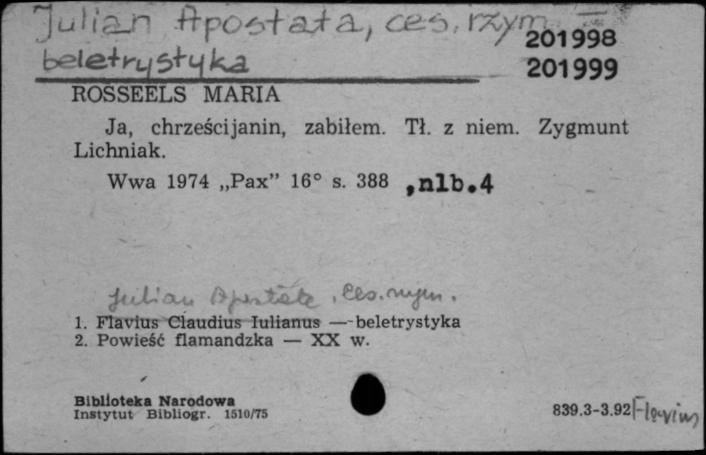 Julian Apostata, ces. rzym. —
201998
beletrystyka
201999
ROSSEELS MARIA
Ja, chrześcijanin, zabiłem. Tł. z niem. Zygmunt
Lichniak.
Wwa 1974 „Pax” 16° s. 388 ,nlb.4
Julian Apostata, ces. rzym.
1. Flavius Claudius Iulianus — beletrystyka
2. Powieść flamandzka — XX w.
Biblioteka Narodowa
Instytut Bibliogr. 1510/75
839.3-3.92 Flavius